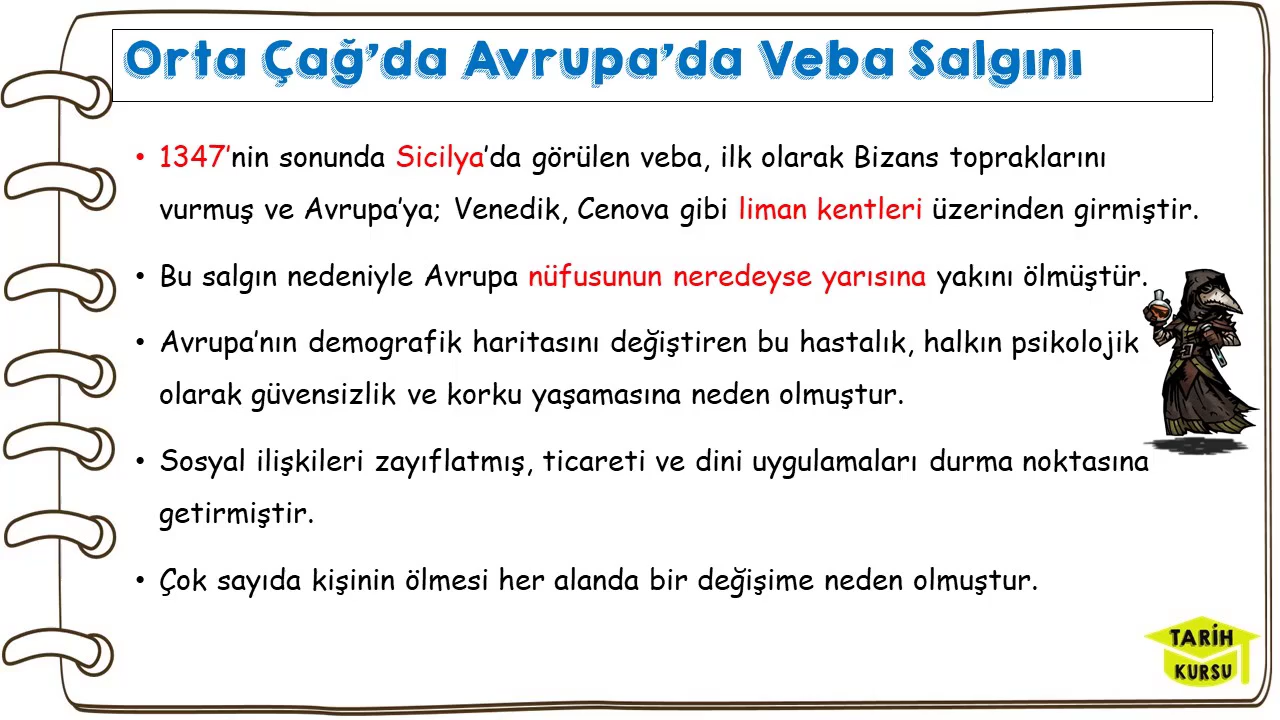 Orta Çağ’da Avrupa’da Veba Salgını
• 1347’nin sonunda Sicilya’da görülen veba, ilk olarak Bizans topraklarını
vurmuş ve Avrupa’ya; Venedik, Cenova gibi liman kentleri üzerinden girmiştir.
• Bu salgın nedeniyle Avrupa nüfusunun neredeyse yarısına yakını ölmüştür.
• Avrupa’nın demografik haritasını değiştiren bu hastalık, halkın psikolojik
olarak güvensizlik ve korku yaşamasına neden olmuştur.
• Sosyal ilişkileri zayıflatmış, ticareti ve dini uygulamaları durma noktasına
getirmiştir.
• Çok sayıda kişinin ölmesi her alanda bir değişime neden olmuştur.
TARİH
KURSU